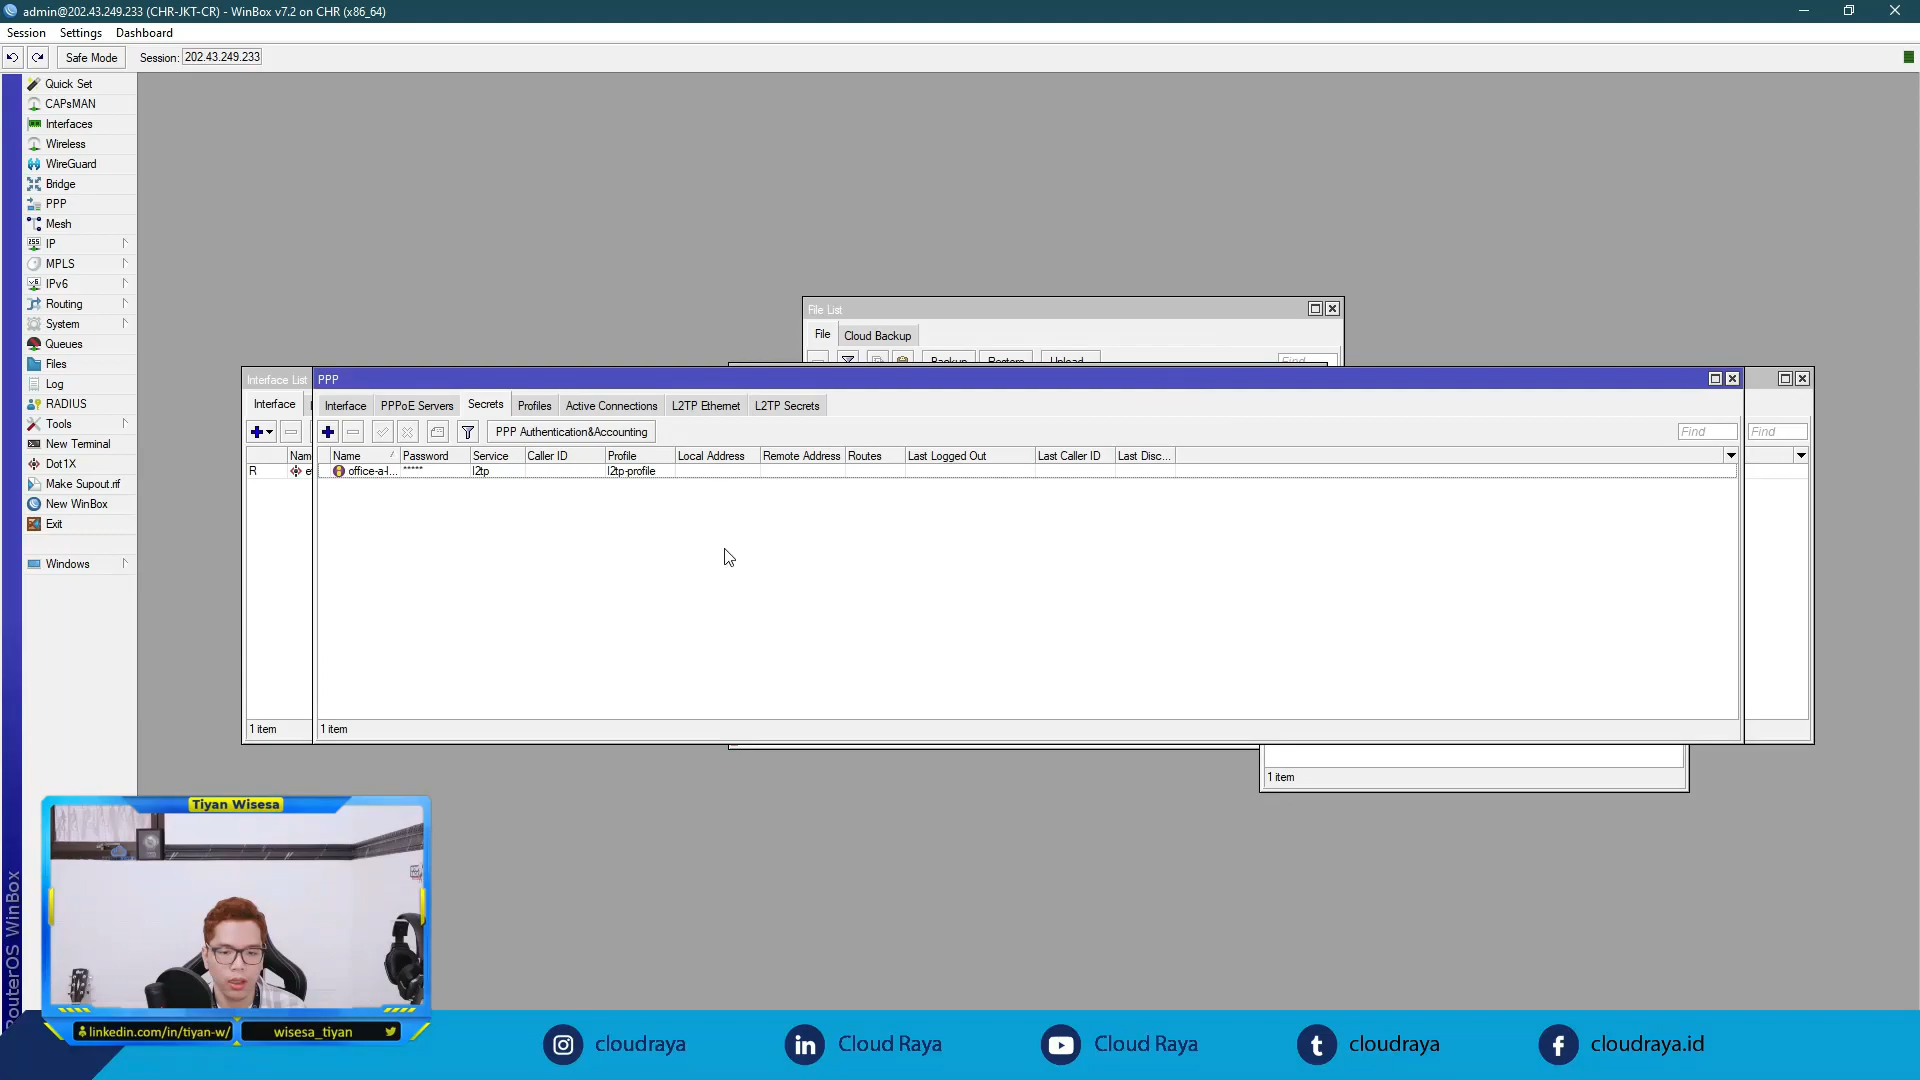 admin@202.43.249.233 (CHR-JKT-CR) - WinBox v7.2 on CHR (x86_64)
Session Settings Dashboard
Safe Mode Session: 202.43.249.233
Quick Set
CAPsMAN
Interfaces
Wireless
WireGuard
Bridge
PPP
Mesh
IP
MPLS
IPv6
Routing
System
Queues
Files
Log
RADIUS
Tools
New Terminal
Dot1X
Make Supout.rif
New WinBox
Exit
Windows
RouterOS WinBox
File List
File Cloud Backup
Backup Restore Upload Find
Interface List
Interface
Name
R
1 item
PPP
Interface PPPoE Servers Secrets Profiles Active Connections L2TP Ethernet L2TP Secrets
PPP Authentication&Accounting Find
Find
Name Password Service Caller ID Profile Local Address Remote Address Routes Last Logged Out Last Caller ID Last Disc...
office-a-l... ***** l2tp l2tp-profile
1 item
1 item
Tiyan Wisesa
linkedin.com/in/tiyan-w/ wisesa_tiyan
cloudraya
Cloud Raya
Cloud Raya
cloudraya
cloudraya.id